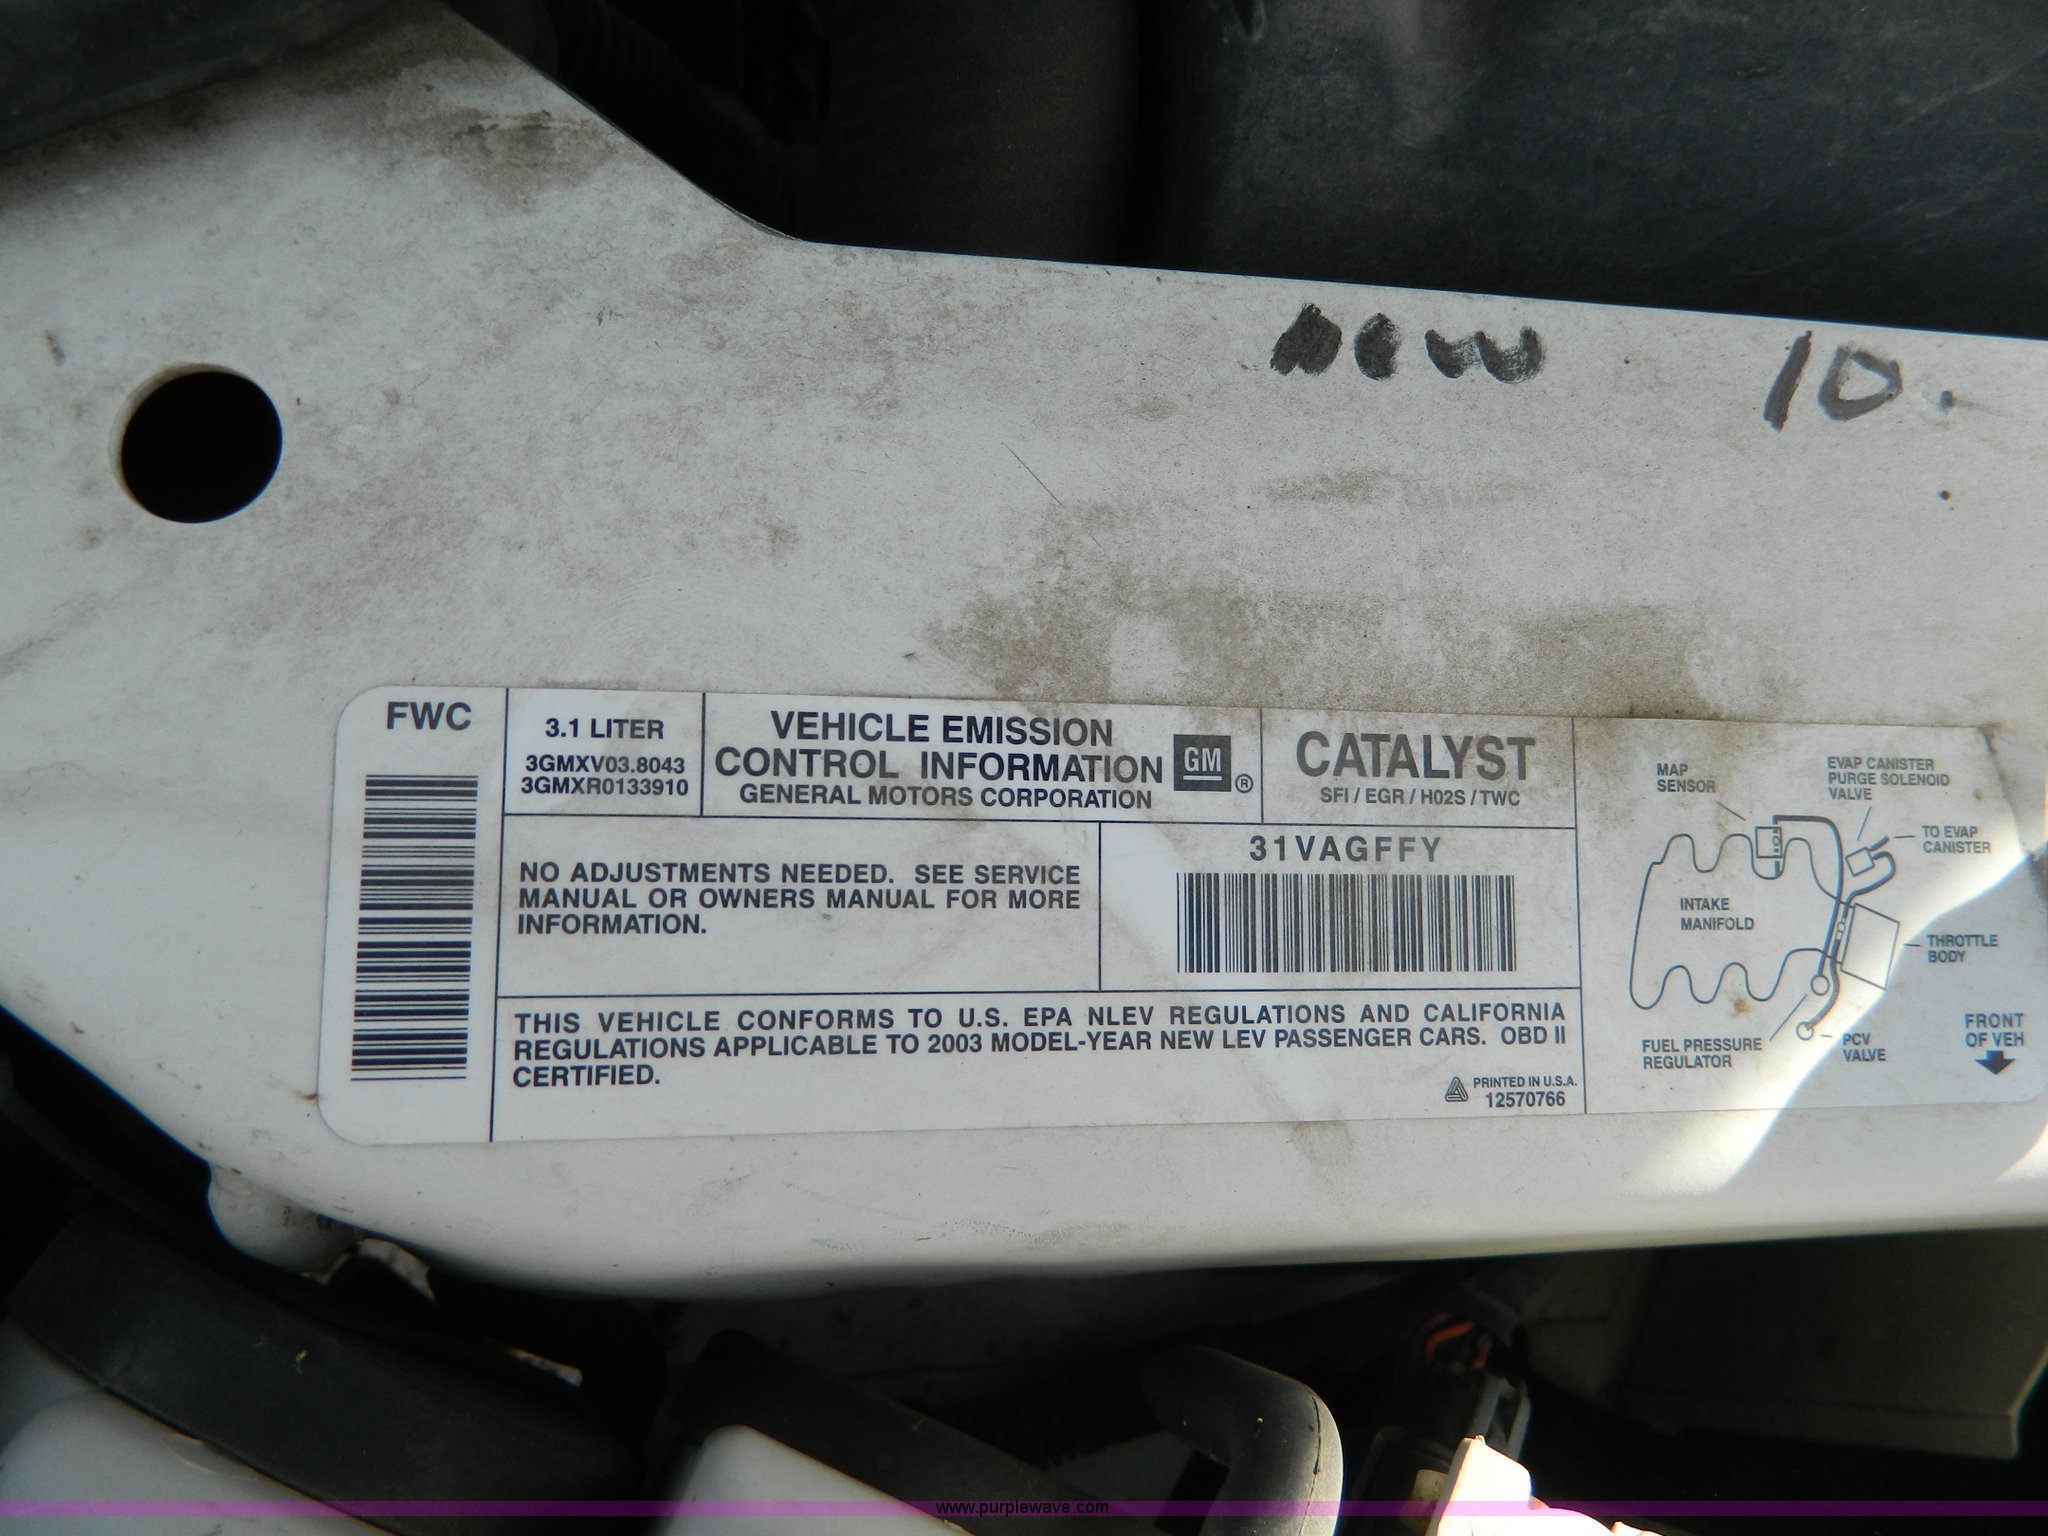 new 10
FWC
3.1 LITER
3GMXV03.8043
3GMXR0133910
VEHICLE EMISSION
CONTROL INFORMATION
GENERAL MOTORS CORPORATION
GM ®
CATALYST
SFI / EGR / H02S / TWC
NO ADJUSTMENTS NEEDED. SEE SERVICE
MANUAL OR OWNERS MANUAL FOR MORE
INFORMATION.
31VAGFFY
THIS VEHICLE CONFORMS TO U.S. EPA NLEV REGULATIONS AND CALIFORNIA
REGULATIONS APPLICABLE TO 2003 MODEL-YEAR NEW LEV PASSENGER CARS. OBD II
CERTIFIED.
PRINTED IN U.S.A.
12570766
MAP
SENSOR
EVAP CANISTER
PURGE SOLENOID
VALVE
TO EVAP
CANISTER
INTAKE
MANIFOLD
THROTTLE
BODY
FUEL PRESSURE
REGULATOR
PCV
VALVE
FRONT
OF VEH
www.purplewave.com